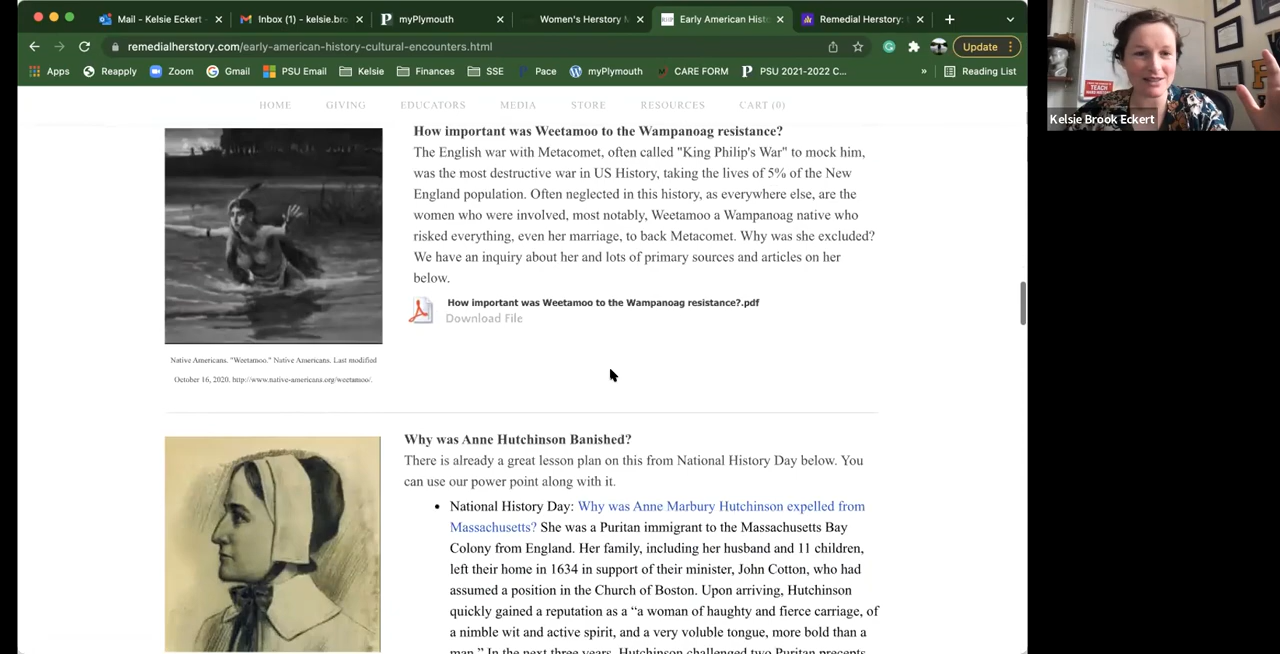 Mail - Kelsie Eckert -
Inbox (1) - kelsie.bro
myPlymouth
Women's Herstory M
Early American Hist
Remedial Herstory:
remedialherstory.com/early-american-history-cultural-encounters.html
Update
Apps
Reapply
Zoom
Gmail
PSU Email
Kelsie
Finances
SSE
Pace
myPlymouth
CARE FORM
PSU 2021-2022 C...
»
Reading List
HOME
GIVING
EDUCATORS
MEDIA
STORE
RESOURCES
CART (0)
How important was Weetamoo to the Wampanoag resistance?
The English war with Metacomet, often called "King Philip's War" to mock him,
was the most destructive war in US History, taking the lives of 5% of the New
England population. Often neglected in this history, as everywhere else, are the
women who were involved, most notably, Weetamoo a Wampanoag native who
risked everything, even her marriage, to back Metacomet. Why was she excluded?
We have an inquiry about her and lots of primary sources and articles on her
below.
How important was Weetamoo to the Wampanoag resistance?.pdf
Download File
Native Americans. "Weetamoo." Native Americans. Last modified
October 16, 2020. http://www.native-americans.org/weetamoo/.
Why was Anne Hutchinson Banished?
There is already a great lesson plan on this from National History Day below. You
can use our power point along with it.
• National History Day: Why was Anne Marbury Hutchinson expelled from
Massachusetts? She was a Puritan immigrant to the Massachusetts Bay
Colony from England. Her family, including her husband and 11 children,
left their home in 1634 in support of their minister, John Cotton, who had
assumed a position in the Church of Boston. Upon arriving, Hutchinson
quickly gained a reputation as a “a woman of haughty and fierce carriage, of
a nimble wit and active spirit, and a very voluble tongue, more bold than a
man.” In the next three years, Hutchinson challenged two Puritan precepts
Kelsie Brook Eckert
TEACH